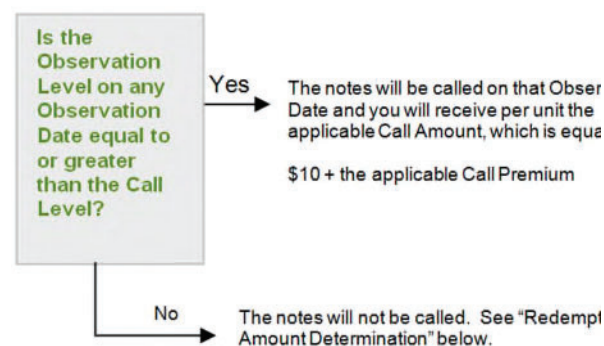 Is the
Observation
Level on any
Observation
Date equal to
or greater
than the Call
Level?
Yes
The notes will be called on that Obser
Date and you will receive per unit the
applicable Call Amount, which is equa
$10 + the applicable Call Premium
No
The notes will not be called. See “Redempt
Amount Determination” below.